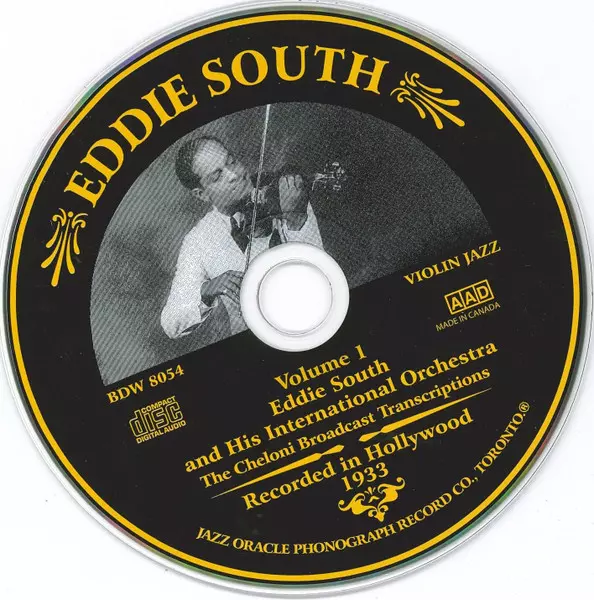 EDDIE SOUTH
VIOLIN JAZZ
AAD
MADE IN CANADA
BDW 8054
COMPACT
disc
DIGITAL AUDIO
Volume 1
Eddie South
and His International Orchestra
The Cheloni Broadcast Transcriptions
Recorded in Hollywood
1933
JAZZ ORACLE PHONOGRAPH RECORD CO., TORONTO.®